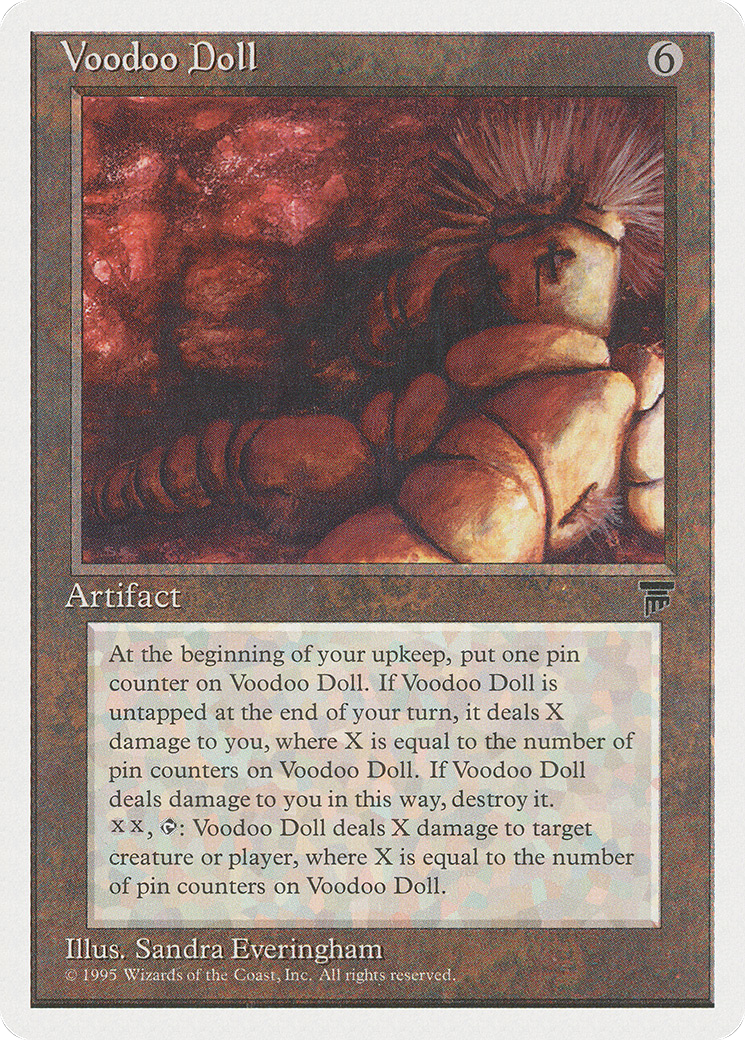 Voodoo Doll
6
Artifact
At the beginning of your upkeep, put one pin
counter on Voodoo Doll. If Voodoo Doll is
untapped at the end of your turn, it deals X
damage to you, where X is equal to the number of
pin counters on Voodoo Doll. If Voodoo Doll
deals damage to you in this way, destroy it.
X X, : Voodoo Doll deals X damage to target
creature or player, where X is equal to the number
of pin counters on Voodoo Doll.
Illus. Sandra Everingham
© 1995 Wizards of the Coast, Inc. All rights reserved.